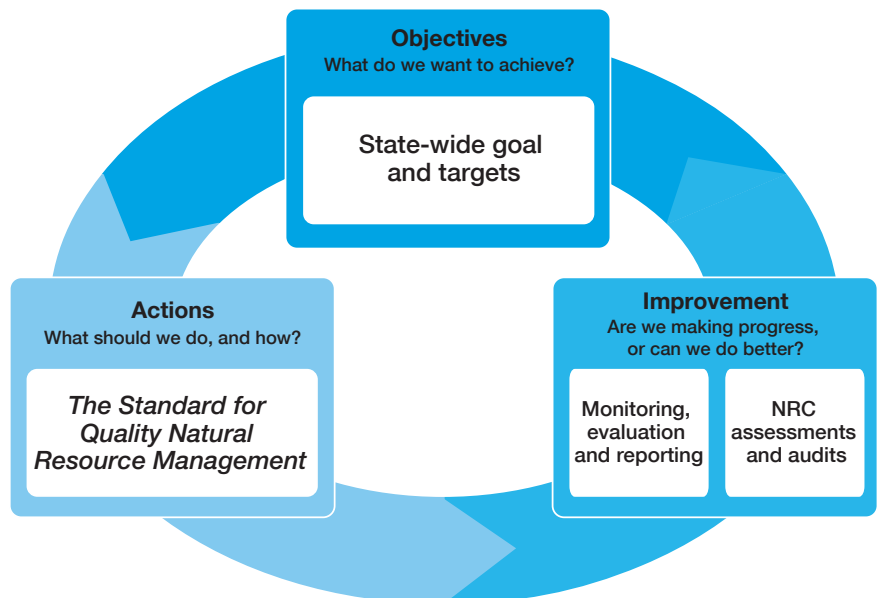 Objectives
What do we want to achieve?
State-wide goal
and targets
Actions
What should we do, and how?
The Standard for
Quality Natural
Resource Management
Improvement
Are we making progress,
or can we do better?
Monitoring,
evaluation
and reporting
NRC
assessments
and audits